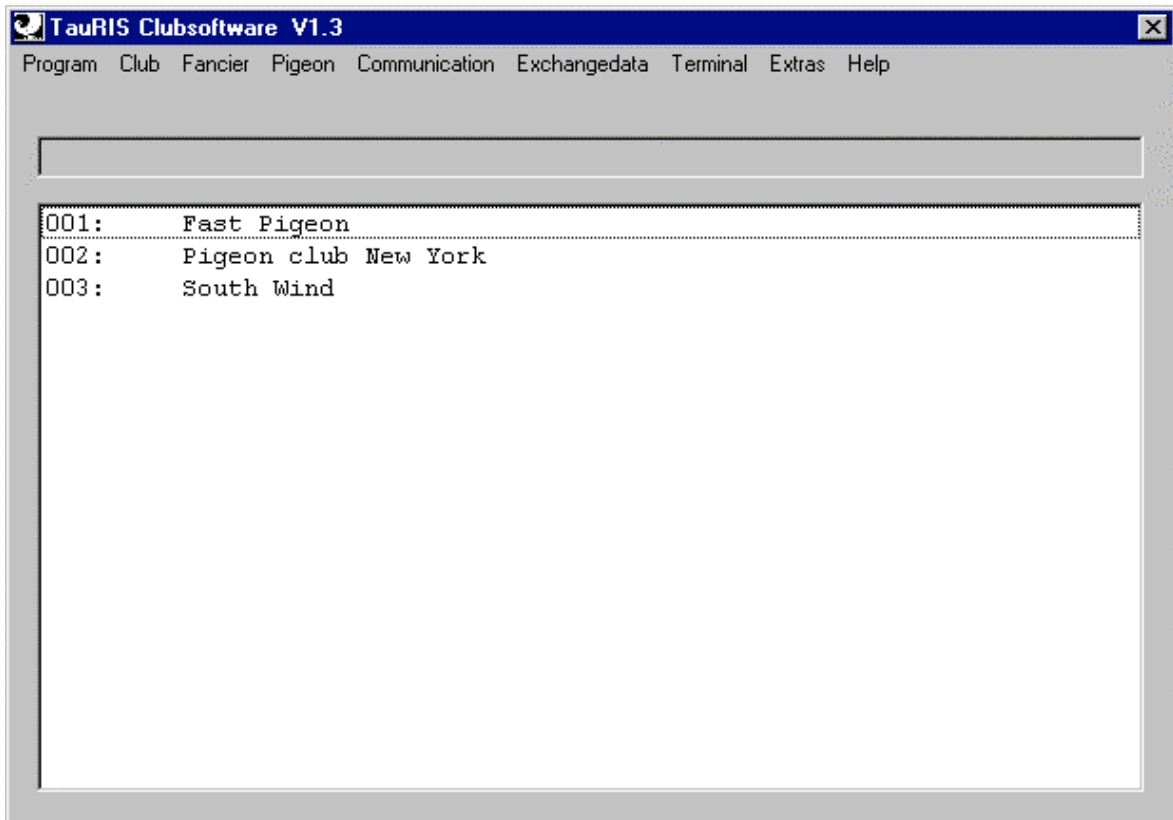 TauRIS Clubsoftware V1.3
Program Club Fancier Pigeon Communication Exchangedata Terminal Extras Help
001: Fast Pigeon
002: Pigeon club New York
003: South Wind